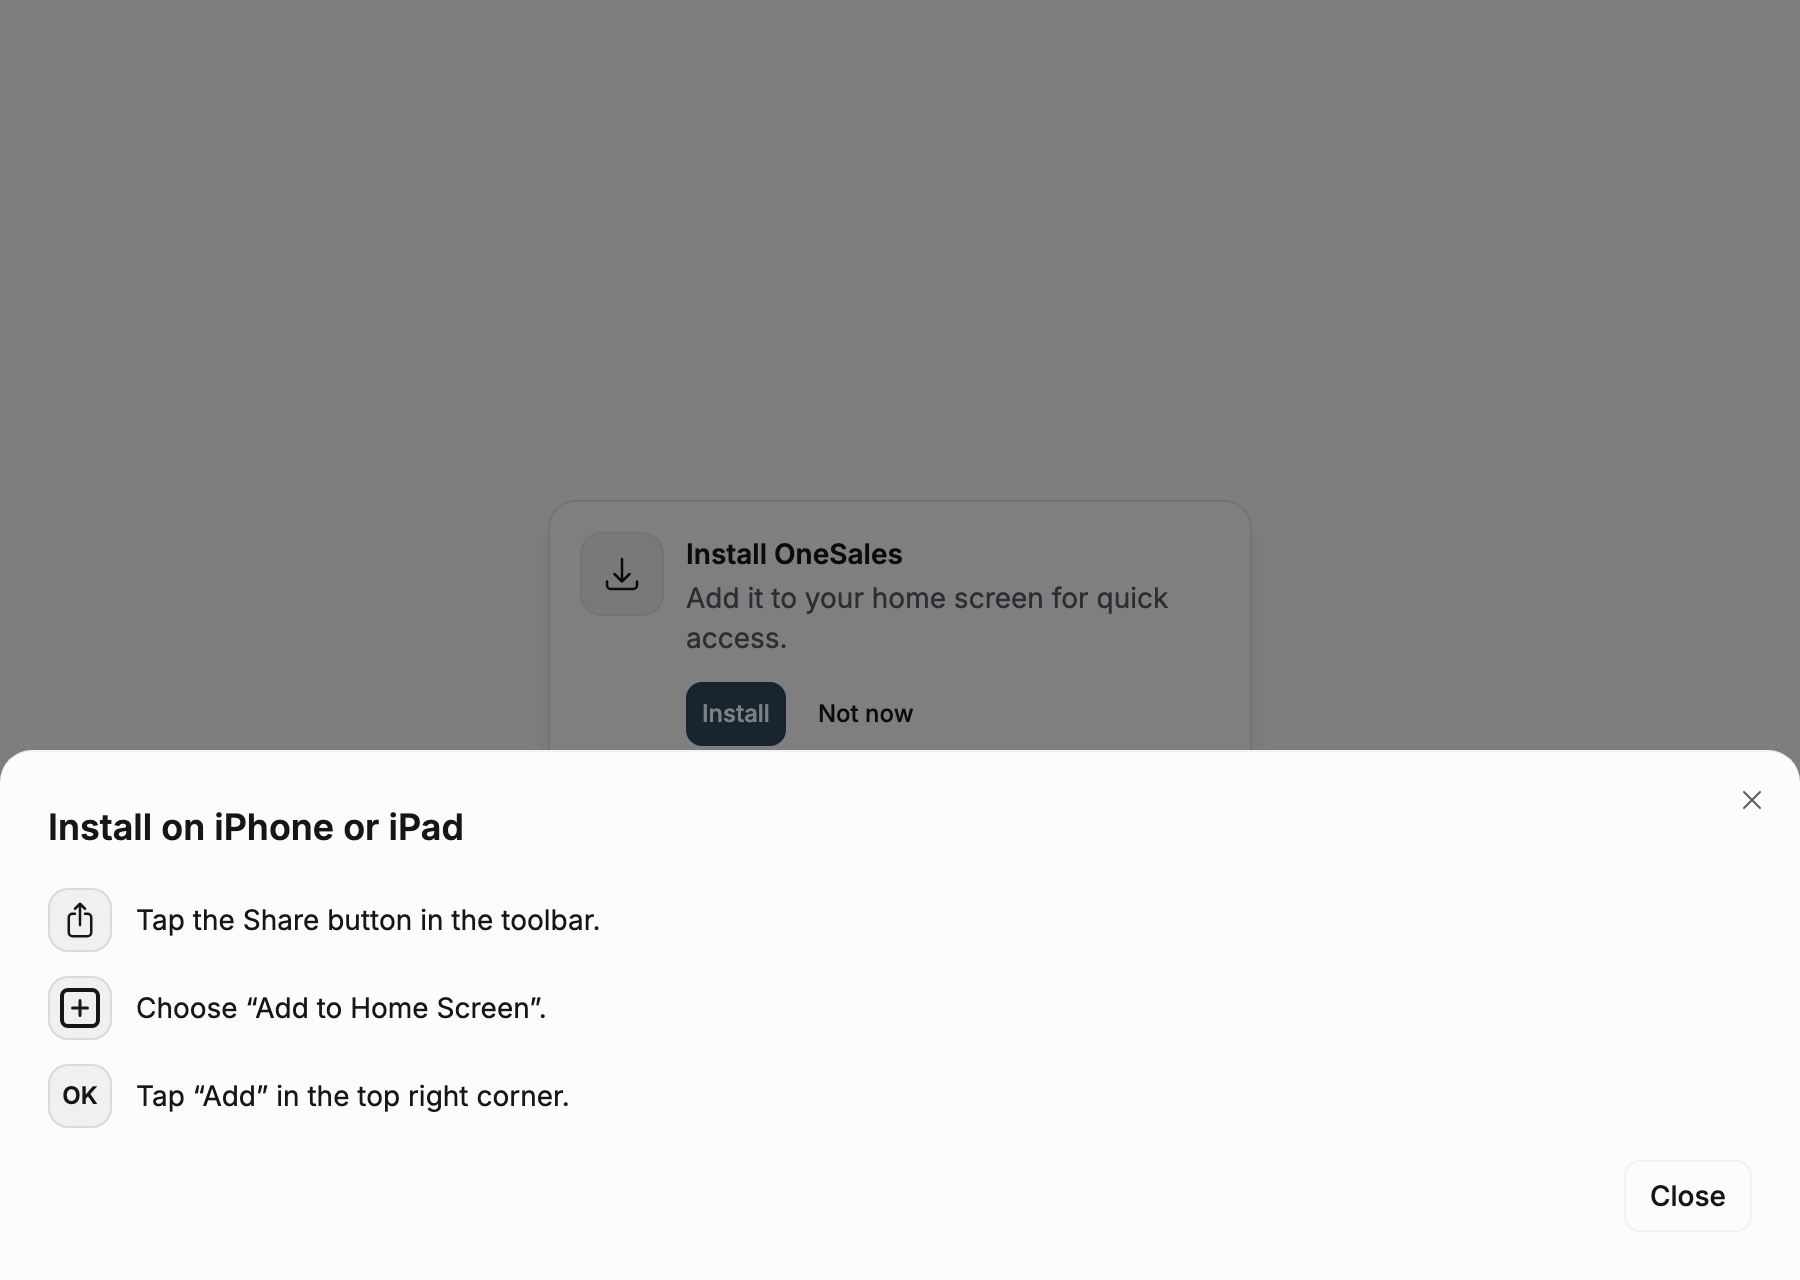 Install OneSales
Add it to your home screen for quick
access.
Install
Not now
Install on iPhone or iPad
Tap the Share button in the toolbar.
Choose “Add to Home Screen”.
OK
Tap “Add” in the top right corner.
Close